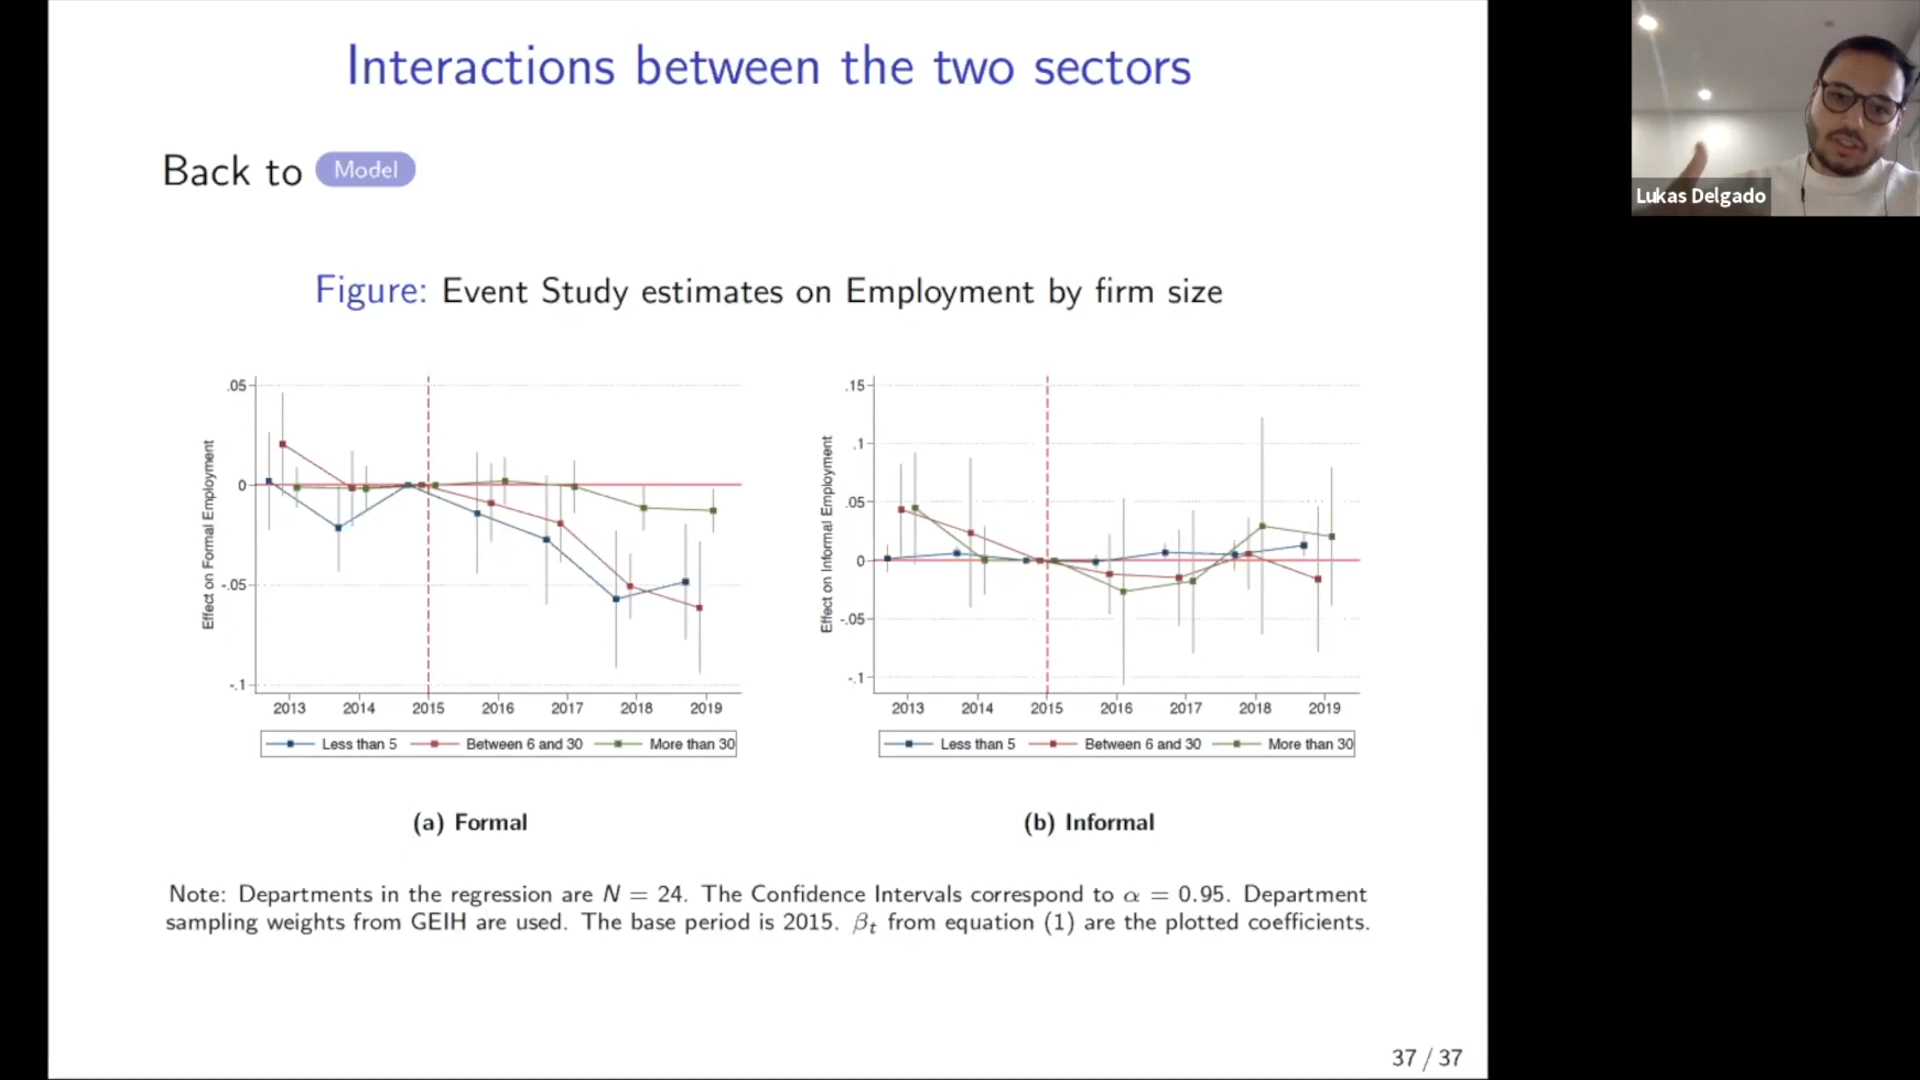 Interactions between the two sectors
Back to Model
Figure: Event Study estimates on Employment by firm size
Effect on Formal Employment
.05
0
-.05
-.1
2013 2014 2015 2016 2017 2018 2019
Less than 5 Between 6 and 30 More than 30
(a) Formal
Effect on Informal Employment
.15
.1
.05
0
-.05
-.1
2013 2014 2015 2016 2017 2018 2019
Less than 5 Between 6 and 30 More than 30
(b) Informal
Note: Departments in the regression are N = 24. The Confidence Intervals correspond to α = 0.95. Department
sampling weights from GEIH are used. The base period is 2015. βt from equation (1) are the plotted coefficients.
37 / 37
Lukas Delgado